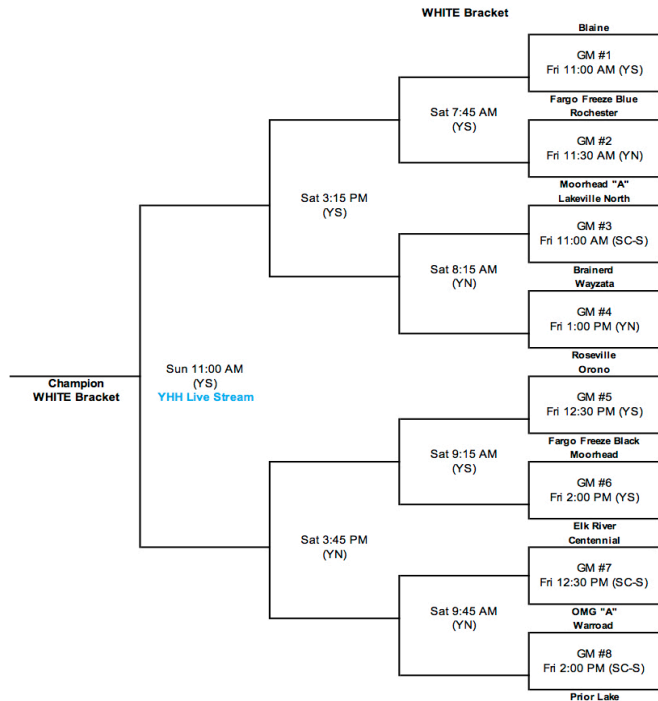 WHITE Bracket
Blaine
GM #1
Fri 11:00 AM (YS)
Sat 7:45 AM
(YS)
Fargo Freeze Blue
Rochester
GM #2
Fri 11:30 AM (YN)
Sat 3:15 PM
(YS)
Moorhead "A"
Lakeville North
GM #3
Fri 11:00 AM (SC-S)
Sat 8:15 AM
(YN)
Brainerd
Wayzata
GM #4
Fri 1:00 PM (YN)
Roseville
Orono
Sun 11:00 AM
(YS)
YHH Live Stream
Champion
WHITE Bracket
GM #5
Fri 12:30 PM (YS)
Sat 9:15 AM
(YS)
Fargo Freeze Black
Moorhead
GM #6
Fri 2:00 PM (YS)
Sat 3:45 PM
(YN)
Elk River
Centennial
GM #7
Fri 12:30 PM (SC-S)
Sat 9:45 AM
(YN)
OMG "A"
Warroad
GM #8
Fri 2:00 PM (SC-S)
Prior Lake